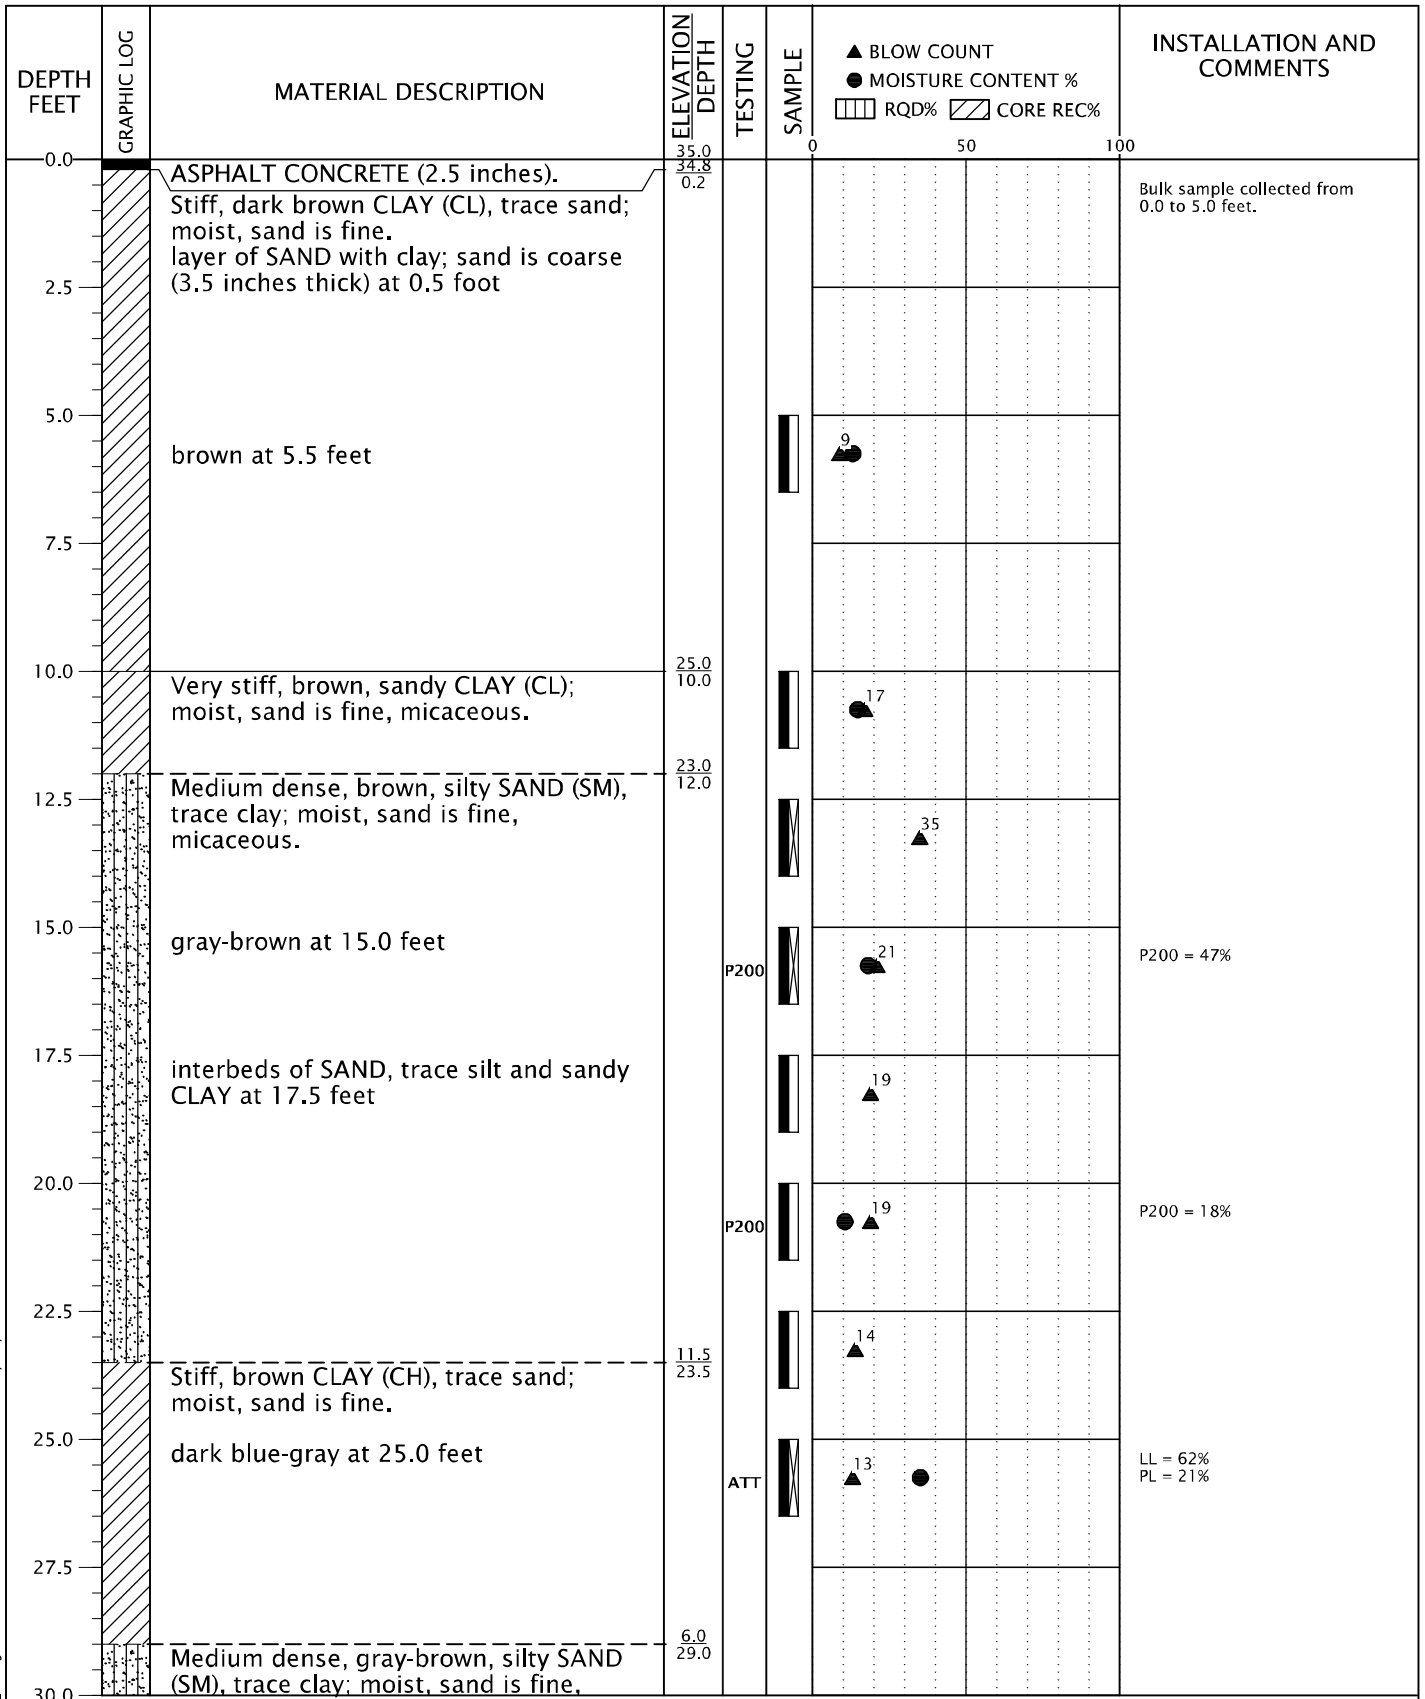 DEPTH
FEET
GRAPHIC LOG
MATERIAL DESCRIPTION
ELEVATION
DEPTH
TESTING
SAMPLE
▲ BLOW COUNT
● MOISTURE CONTENT %
RQD% CORE REC%
INSTALLATION AND
COMMENTS
0 50 100
0.0
35.0
34.8
0.2
ASPHALT CONCRETE (2.5 inches).
Stiff, dark brown CLAY (CL), trace sand;
moist, sand is fine.
layer of SAND with clay; sand is coarse
(3.5 inches thick) at 0.5 foot
Bulk sample collected from
0.0 to 5.0 feet.
2.5
5.0
brown at 5.5 feet
9
7.5
10.0
25.0
10.0
Very stiff, brown, sandy CLAY (CL);
moist, sand is fine, micaceous.
17
23.0
12.0
12.5
Medium dense, brown, silty SAND (SM),
trace clay; moist, sand is fine,
micaceous.
35
15.0
gray-brown at 15.0 feet
P200
21
P200 = 47%
17.5
interbeds of SAND, trace silt and sandy
CLAY at 17.5 feet
19
20.0
P200
19
P200 = 18%
22.5
14
11.5
23.5
Stiff, brown CLAY (CH), trace sand;
moist, sand is fine.
25.0
dark blue-gray at 25.0 feet
ATT
13
LL = 62%
PL = 21%
27.5
6.0
29.0
Medium dense, gray-brown, silty SAND
(SM), trace clay; moist, sand is fine,
30.0